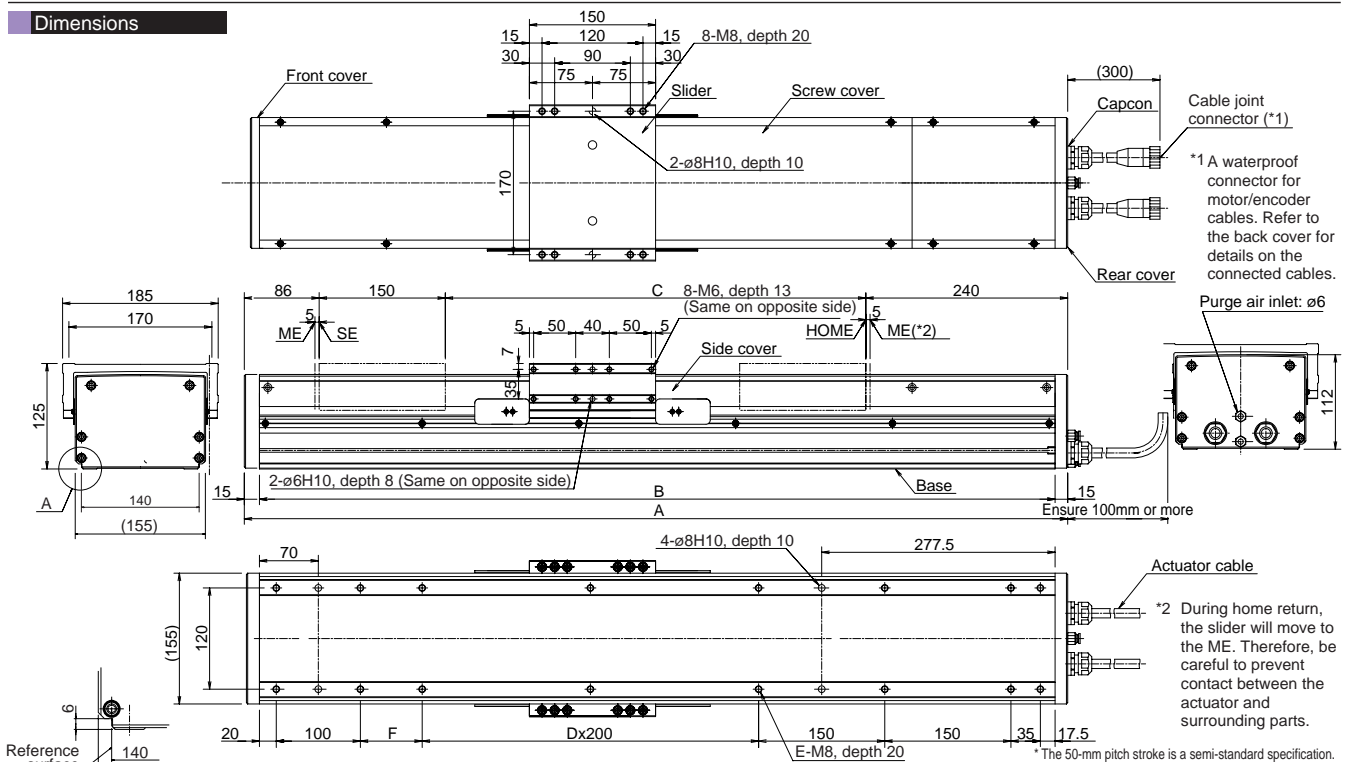 Dimensions
150
15
120
15
8-M8, depth 20
30
90
30
75
75
Front cover
Slider
Screw cover
(300)
Capcon
Cable joint
connector (*1)
2-ø8H10, depth 10
170
*1 A waterproof
connector for
motor/encoder
cables. Refer to
the back cover for
details on the
connected cables.
Rear cover
185
170
86
150
C
8-M6, depth 13
(Same on opposite side)
240
Purge air inlet: ø6
5
ME
SE
5
50
40
50
5
HOME
5
ME(*2)
7
35
Side cover
125
112
2-ø6H10, depth 8 (Same on opposite side)
Base
A
140
(155)
15
B
15
A
Ensure 100mm or more
4-ø8H10, depth 10
277.5
70
Actuator cable
(155)
120
*2 During home return,
the slider will move to
the ME. Therefore, be
careful to prevent
contact between the
actuator and
surrounding parts.
20
100
F
Dx200
150
150
35
17.5
E-M8, depth 20
6
Reference
surface
140
* The 50-mm pitch stroke is a semi-standard specification.